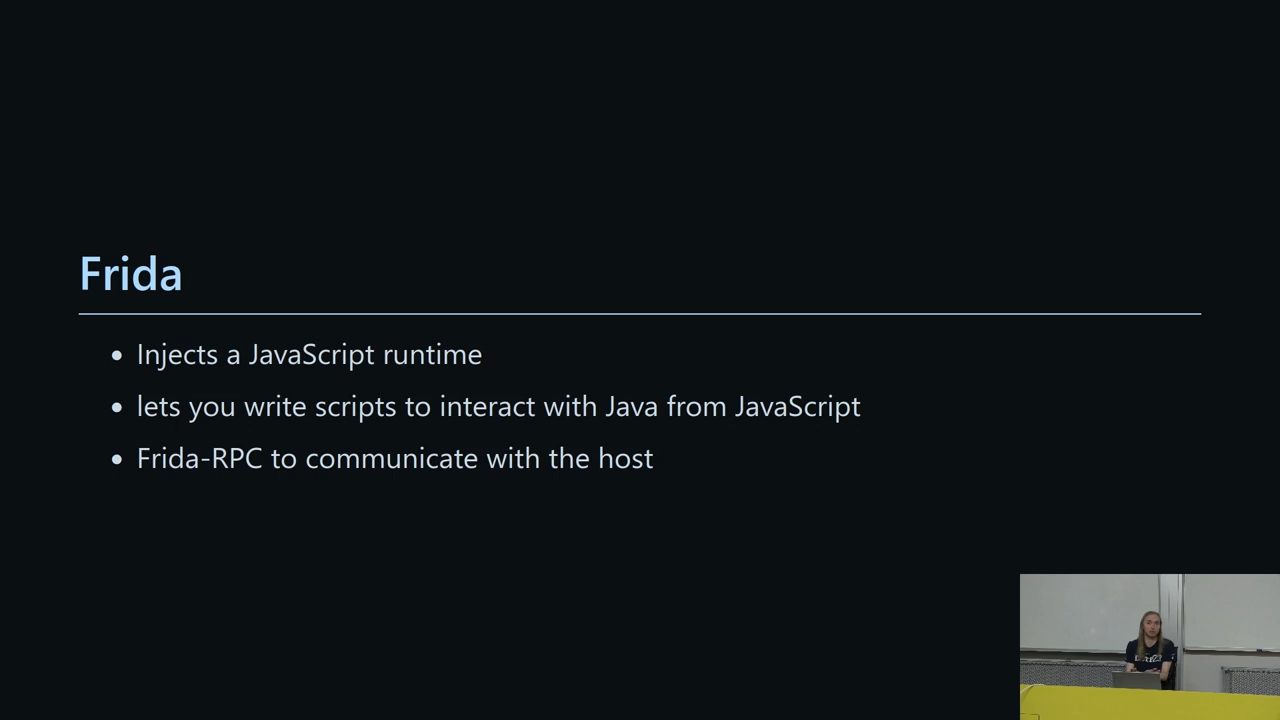 Frida
• Injects a JavaScript runtime
• lets you write scripts to interact with Java from JavaScript
• Frida-RPC to communicate with the host